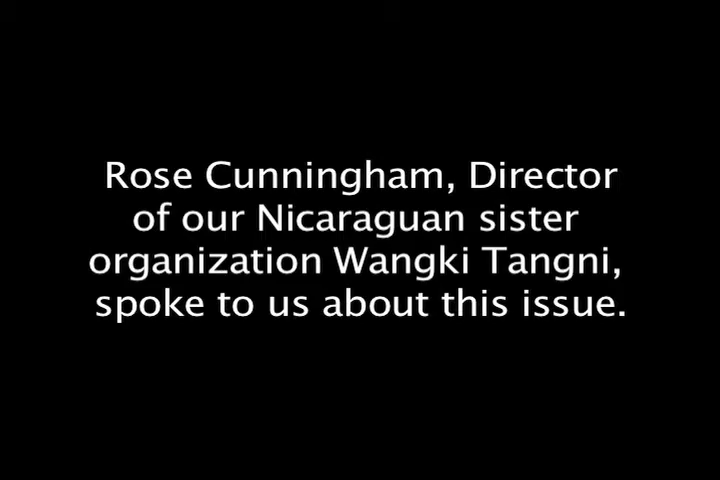 Rose Cunningham, Director
of our Nicaraguan sister
organization Wangki Tangni,
spoke to us about this issue.